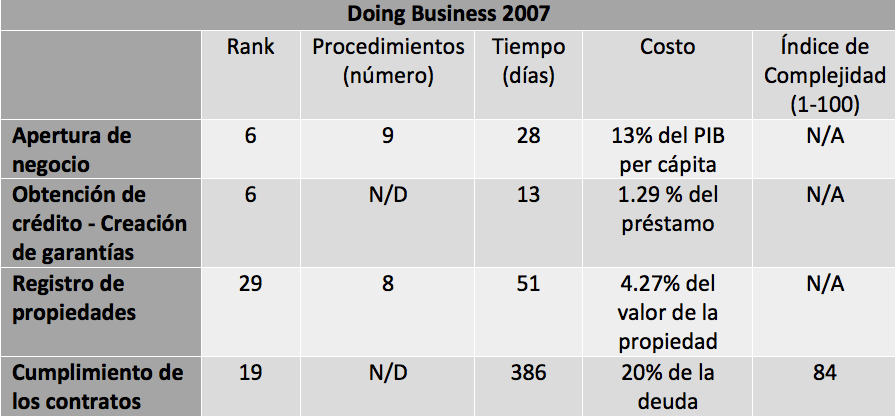 Doing Business 2007
Rank Procedimientos Tiempo Costo Índice de
(número) (días) Complejidad
(1-100)
Apertura de 6 9 28 13% del PIB N/A
negocio per cápita
Obtención de 6 N/D 13 1.29 % del N/A
crédito - Creación préstamo
de garantías
Registro de 29 8 51 4.27% del N/A
propiedades valor de la
propiedad
Cumplimiento de 19 N/D 386 20% de la 84
los contratos deuda